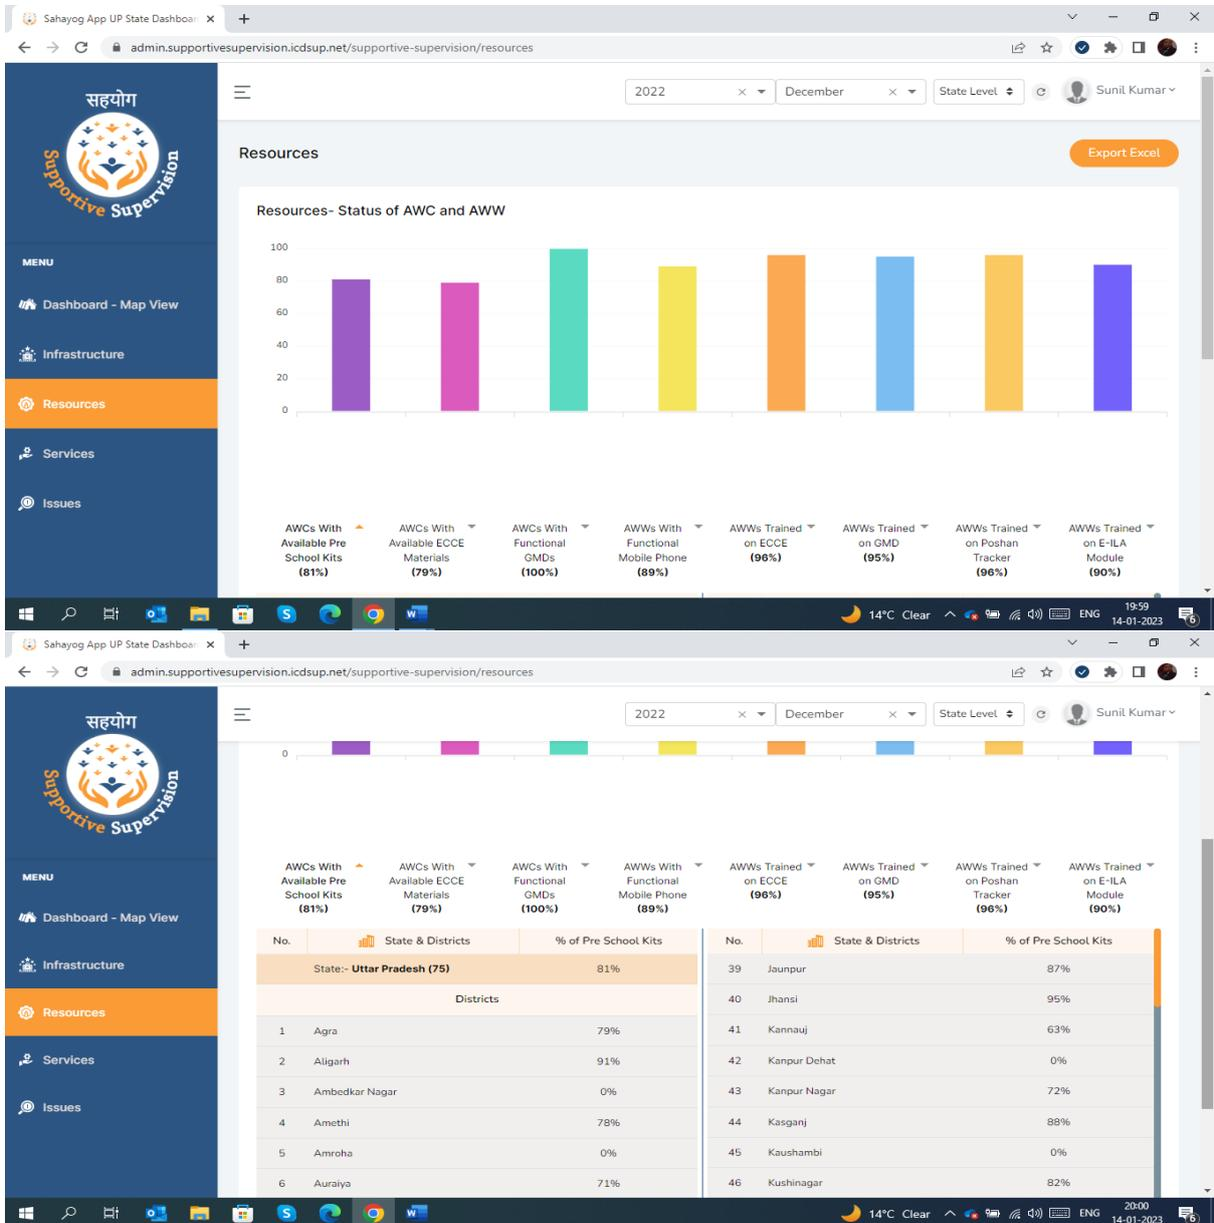 Sahayog App UP State Dashboar
admin.supportivesupervision.icdsup.net/supportive-supervision/resources
सहयोग
Supportive Supervision
2022
December
State Level
Sunil Kumar
Resources
Export Excel
Resources- Status of AWC and AWW
MENU
Dashboard - Map View
Infrastructure
Resources
Services
Issues
100
80
60
40
20
0
AWCs With
Available Pre
School Kits
(81%)
AWCs With
Available ECCE
Materials
(79%)
AWCs With
Functional
GMDs
(100%)
AWWs With
Functional
Mobile Phone
(89%)
AWWs Trained
on ECCE
(96%)
AWWs Trained
on GMD
(95%)
AWWs Trained
on Poshan
Tracker
(96%)
AWWs Trained
on E-ILA
Module
(90%)
14°C Clear
ENG
19:59
14-01-2023
6
Sahayog App UP State Dashboar
admin.supportivesupervision.icdsup.net/supportive-supervision/resources
सहयोग
Supportive Supervision
2022
December
State Level
Sunil Kumar
MENU
Dashboard - Map View
Infrastructure
Resources
Services
Issues
0
AWCs With
Available Pre
School Kits
(81%)
AWCs With
Available ECCE
Materials
(79%)
AWCs With
Functional
GMDs
(100%)
AWWs With
Functional
Mobile Phone
(89%)
AWWs Trained
on ECCE
(96%)
AWWs Trained
on GMD
(95%)
AWWs Trained
on Poshan
Tracker
(96%)
AWWs Trained
on E-ILA
Module
(90%)
No. State & Districts % of Pre School Kits
State:- Uttar Pradesh (75) 81%
Districts
1 Agra 79%
2 Aligarh 91%
3 Ambedkar Nagar 0%
4 Amethi 78%
5 Amroha 0%
6 Auraiya 71%
No. State & Districts % of Pre School Kits
39 Jaunpur 87%
40 Jhansi 95%
41 Kannauj 63%
42 Kanpur Dehat 0%
43 Kanpur Nagar 72%
44 Kasganj 88%
45 Kaushambi 0%
46 Kushinagar 82%
14°C Clear
ENG
20:00
14-01-2023
6